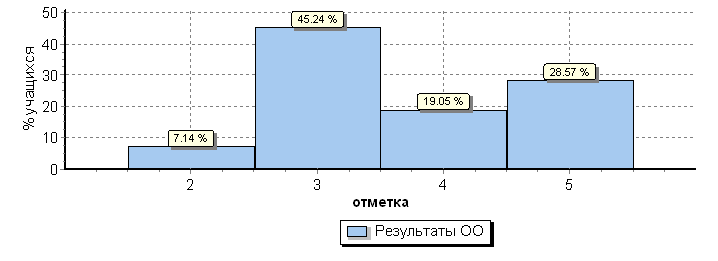 % учащихся
50
40
30
20
10
0
7.14 %
45.24 %
19.05 %
28.57 %
2 3 4 5
отметка
Результаты ОО